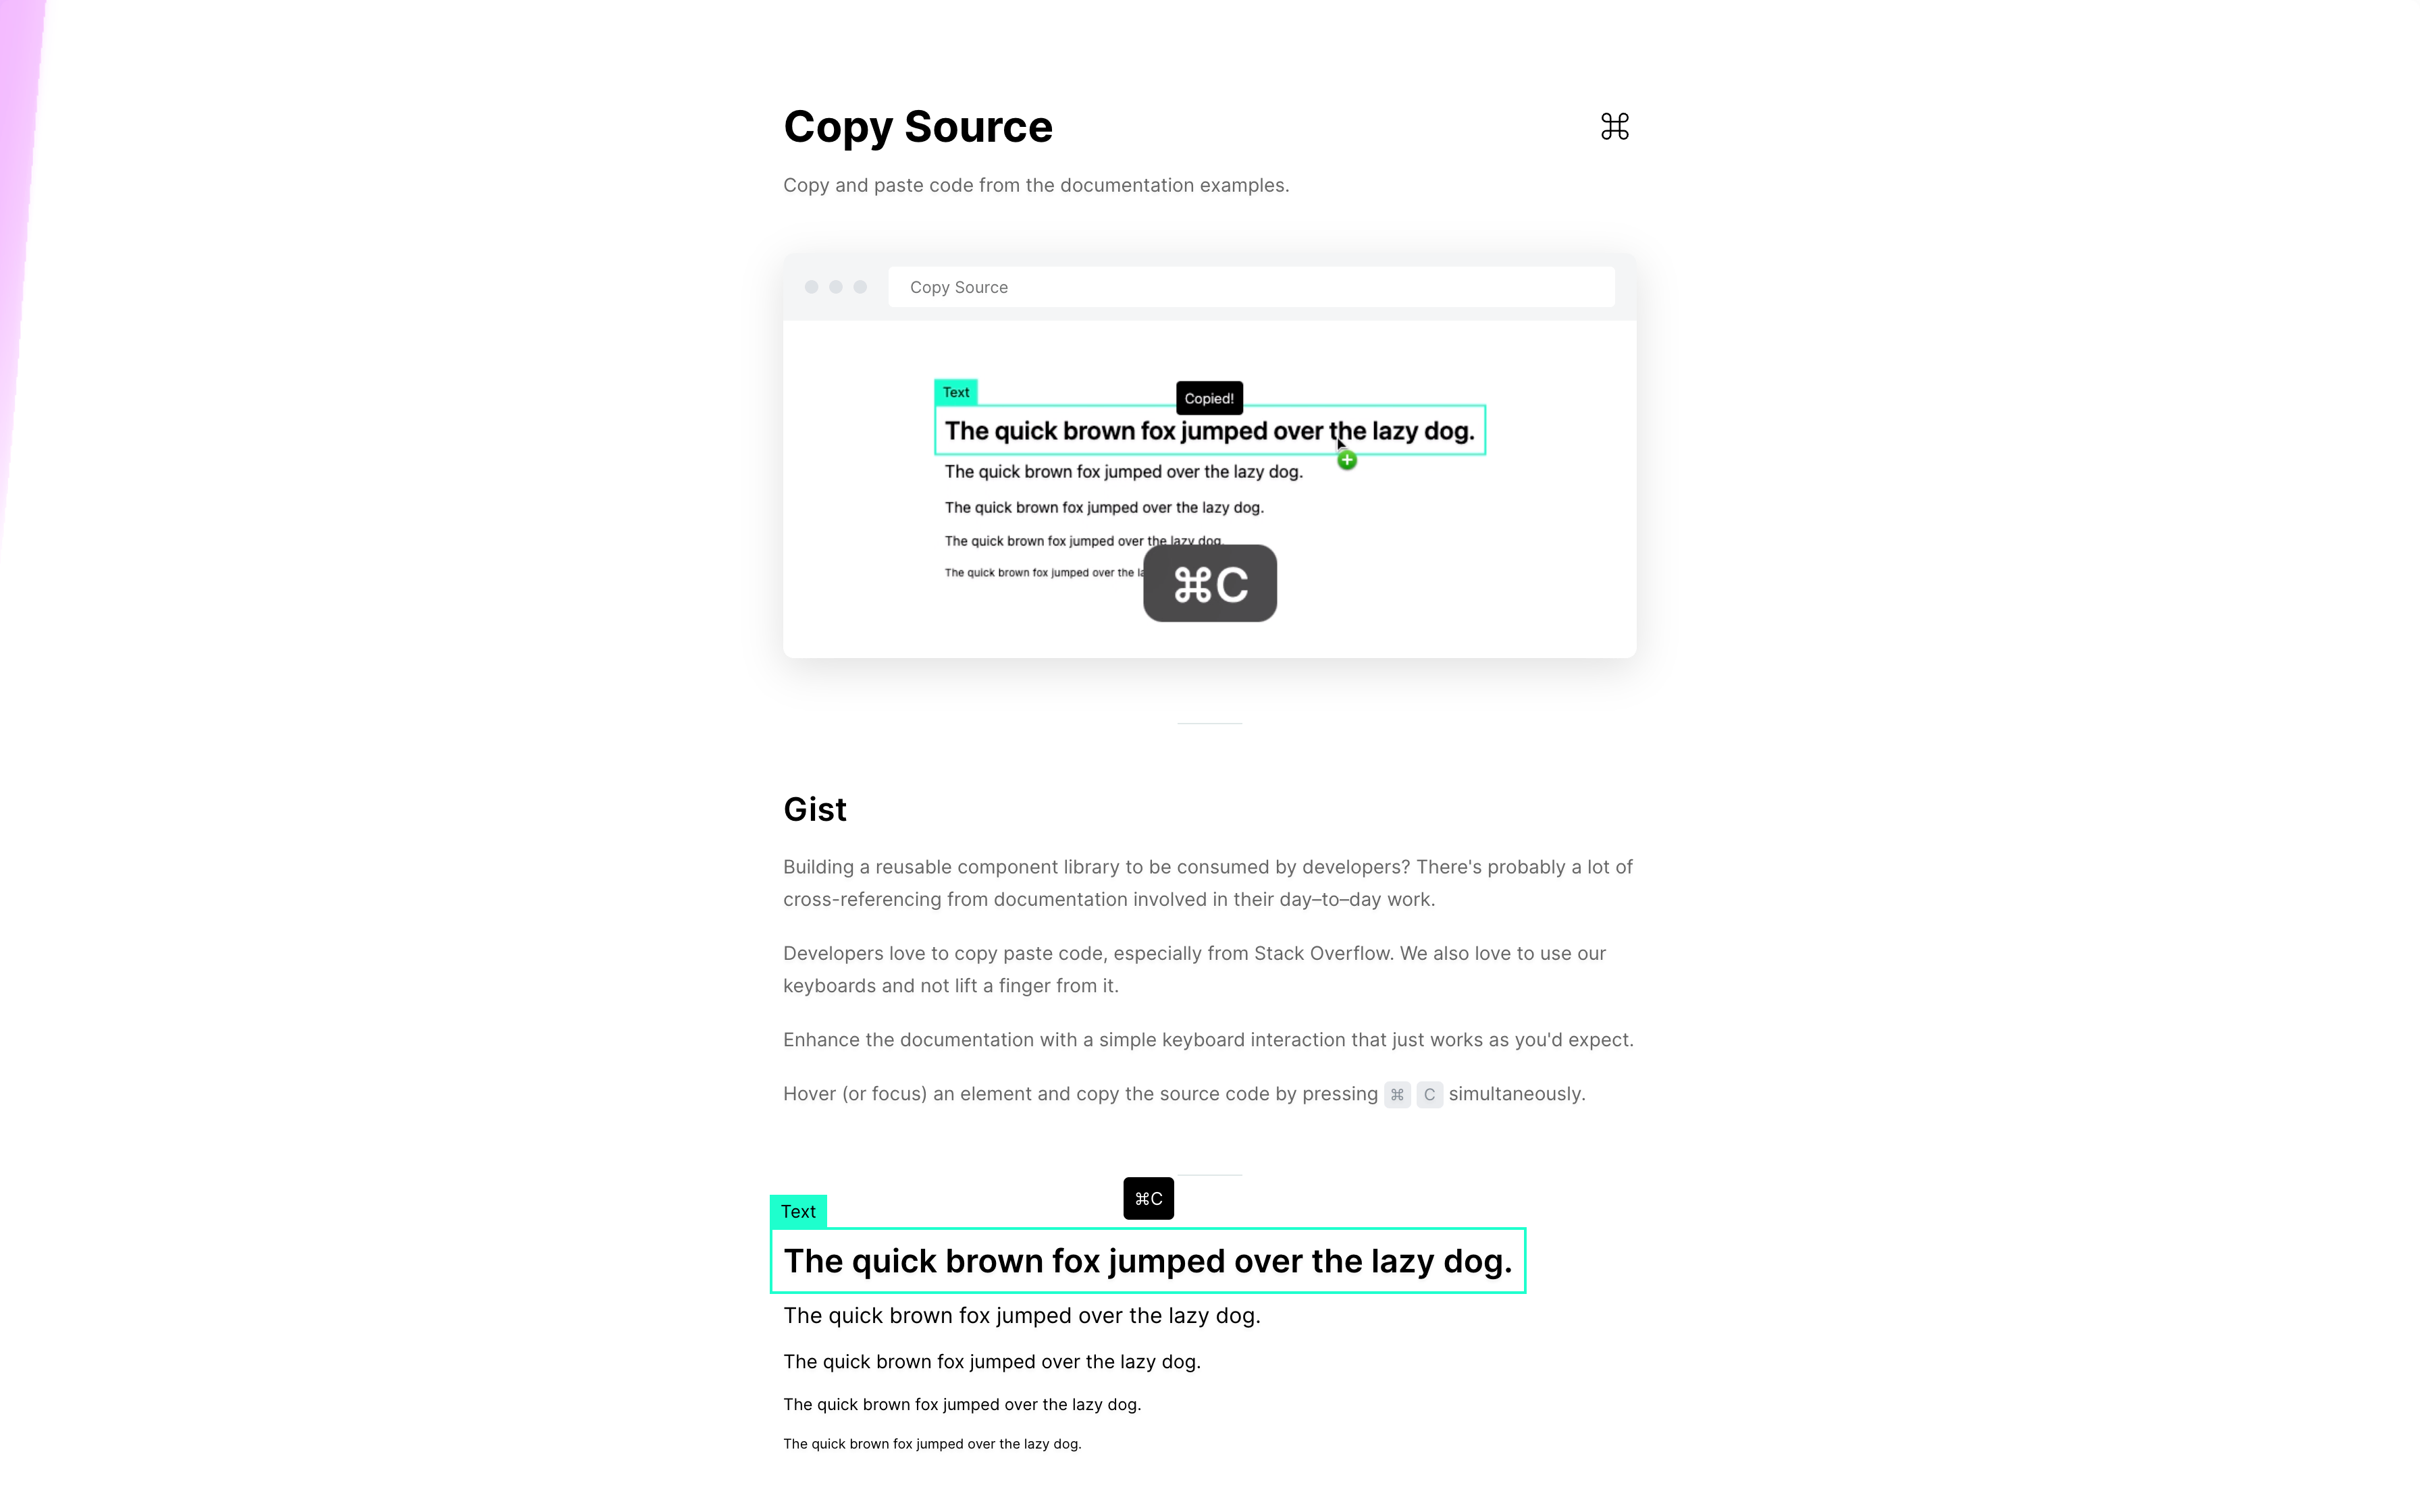 Copy Source
⌘
Copy and paste code from the documentation examples.
Copy Source
Text
Copied!
The quick brown fox jumped over the lazy dog.
The quick brown fox jumped over the lazy dog.
The quick brown fox jumped over the lazy dog.
The quick brown fox jumped over the lazy dog.
The quick brown fox jumped over the la
⌘C
Gist
Building a reusable component library to be consumed by developers? There's probably a lot of
cross-referencing from documentation involved in their day–to–day work.
Developers love to copy paste code, especially from Stack Overflow. We also love to use our
keyboards and not lift a finger from it.
Enhance the documentation with a simple keyboard interaction that just works as you'd expect.
Hover (or focus) an element and copy the source code by pressing ⌘ C simultaneously.
⌘C
Text
The quick brown fox jumped over the lazy dog.
The quick brown fox jumped over the lazy dog.
The quick brown fox jumped over the lazy dog.
The quick brown fox jumped over the lazy dog.
The quick brown fox jumped over the lazy dog.